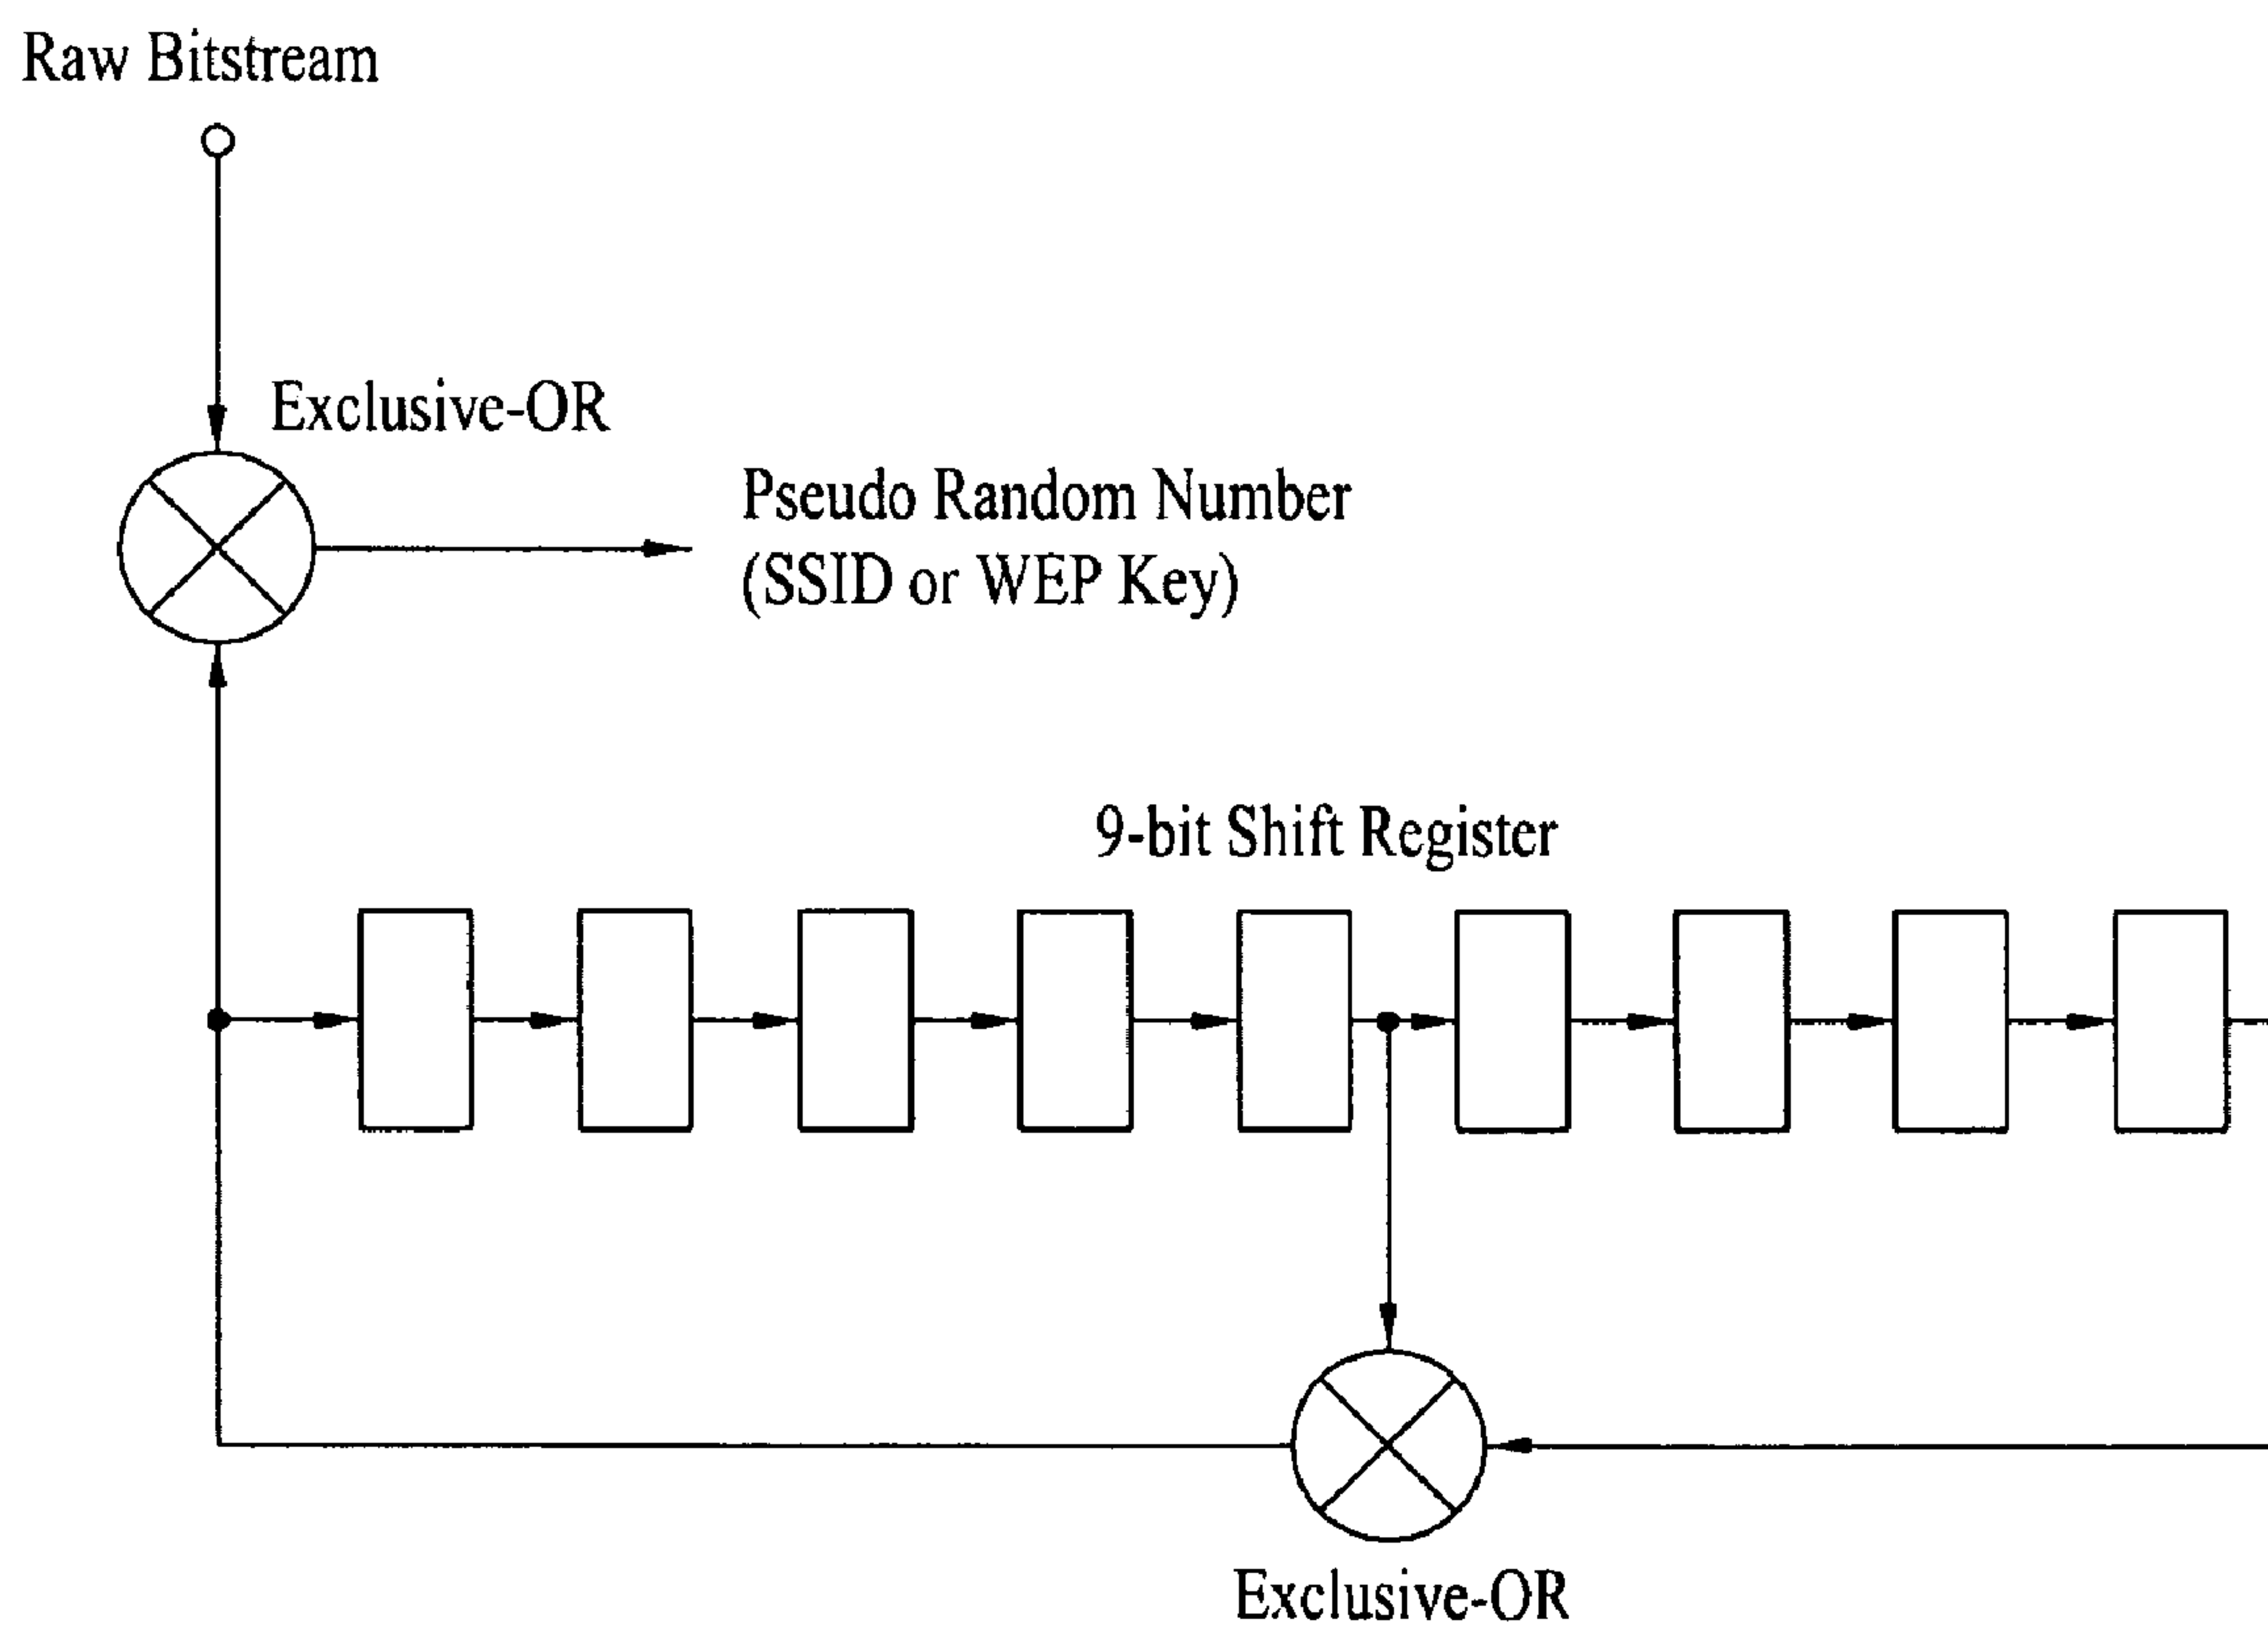 Raw Bitstream
Exclusive-OR
Pseudo Random Number
(SSID or WEP Key)
9-bit Shift Register
Exclusive-OR